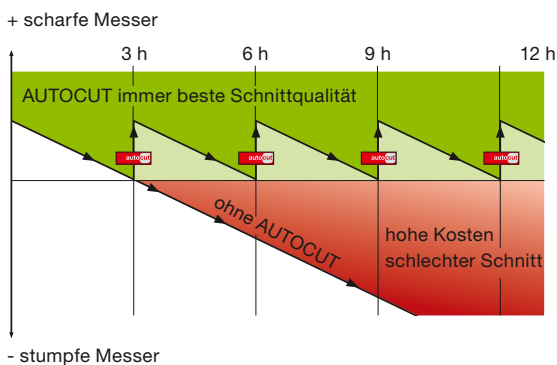 + scharfe Messer
3 h 6 h 9 h 12 h
AUTOCUT immer beste Schnittqualität
autocut autocut autocut autocut
ohne AUTOCUT
hohe Kosten
schlechter Schnitt
- stumpfe Messer